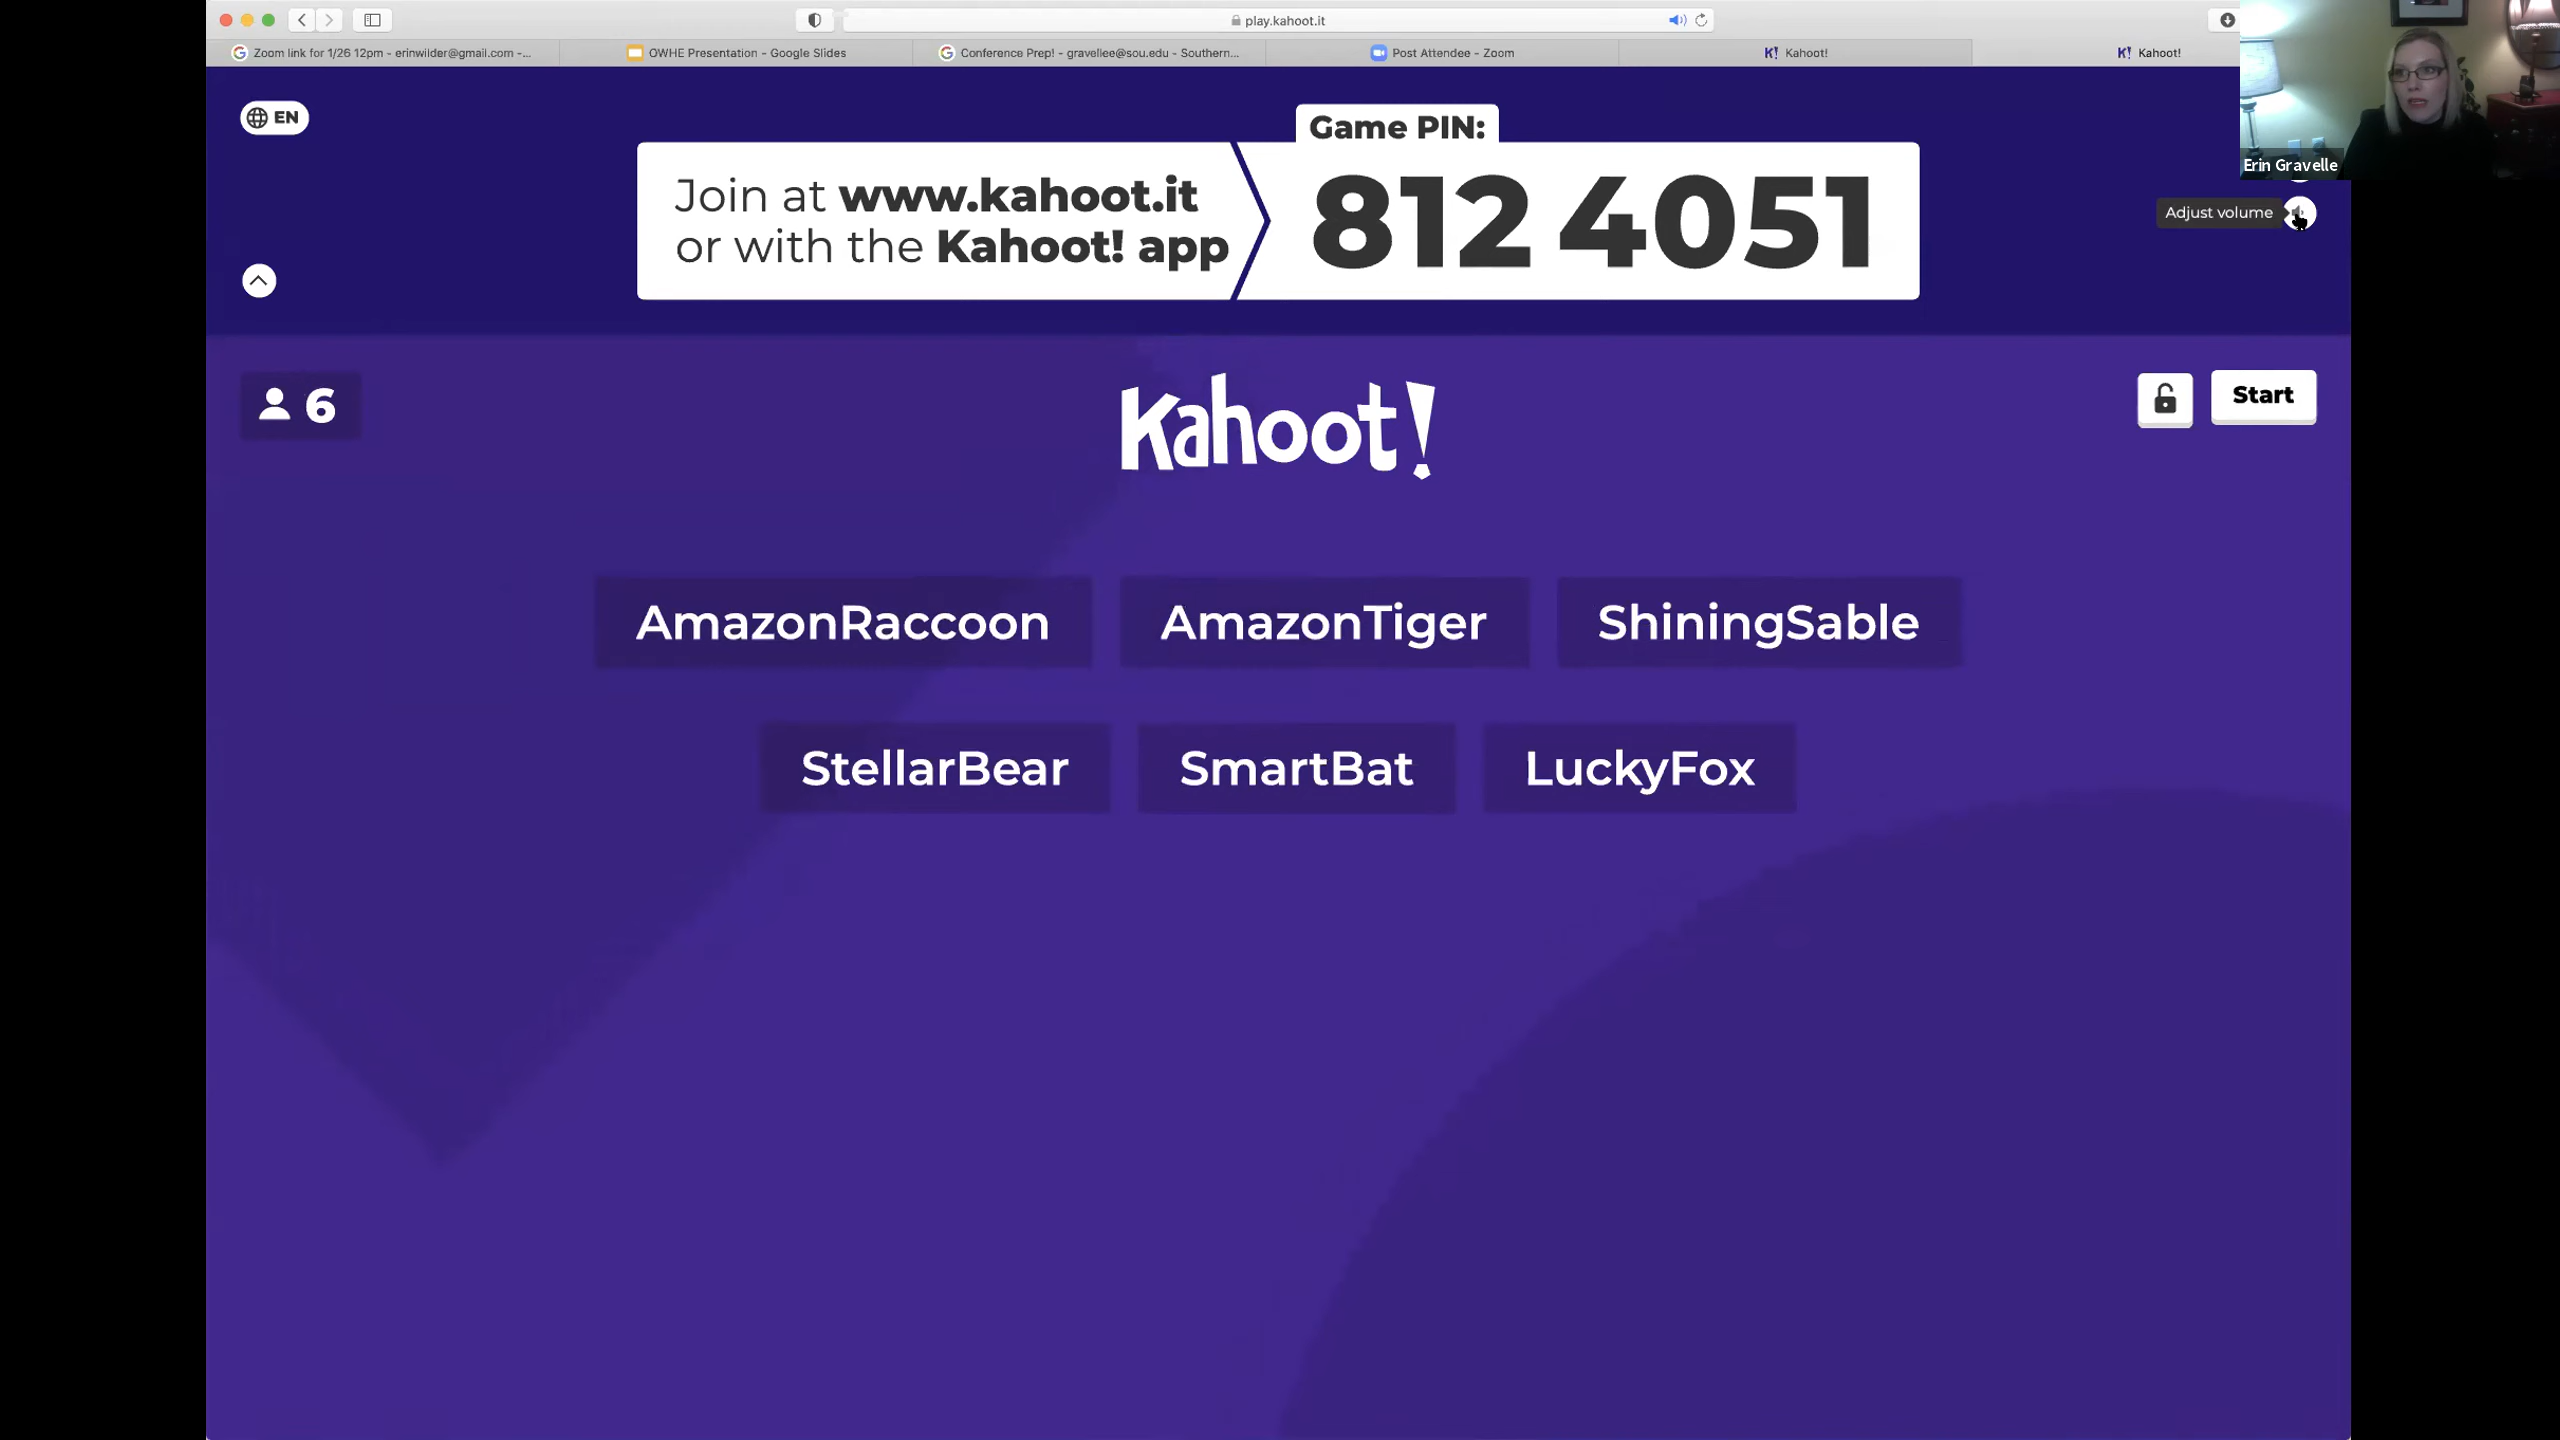 play.kahoot.it
Zoom link for 1/26 12pm - erinwilder@gmail.com -...
OWHE Presentation - Google Slides
Conference Prep! - gravellee@sou.edu - Southern...
Post Attendee - Zoom
K! Kahoot!
K! Kahoot!
EN
Game PIN:
Join at www.kahoot.it
or with the Kahoot! app
812 4051
Erin Gravelle
Adjust volume
6
Kahoot!
Start
AmazonRaccoon
AmazonTiger
ShiningSable
StellarBear
SmartBat
LuckyFox